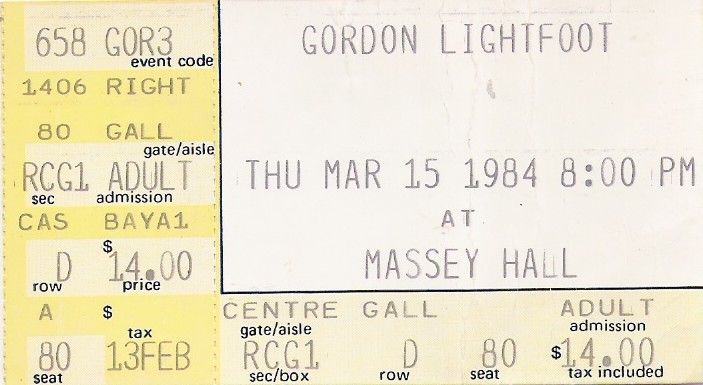 658 GOR3
event code
1406 RIGHT
80 GALL
gate/aisle
RCG1 ADULT
sec admission
CAS BAYA1
D $14.00
row price
A $
tax
80 13FEB
seat
GORDON LIGHTFOOT
THU MAR 15 1984 8:00 PM
AT
MASSEY HALL
CENTRE GALL ADULT
gate/aisle admission
RCG1 D 80 $14.00
sec/box row seat tax included